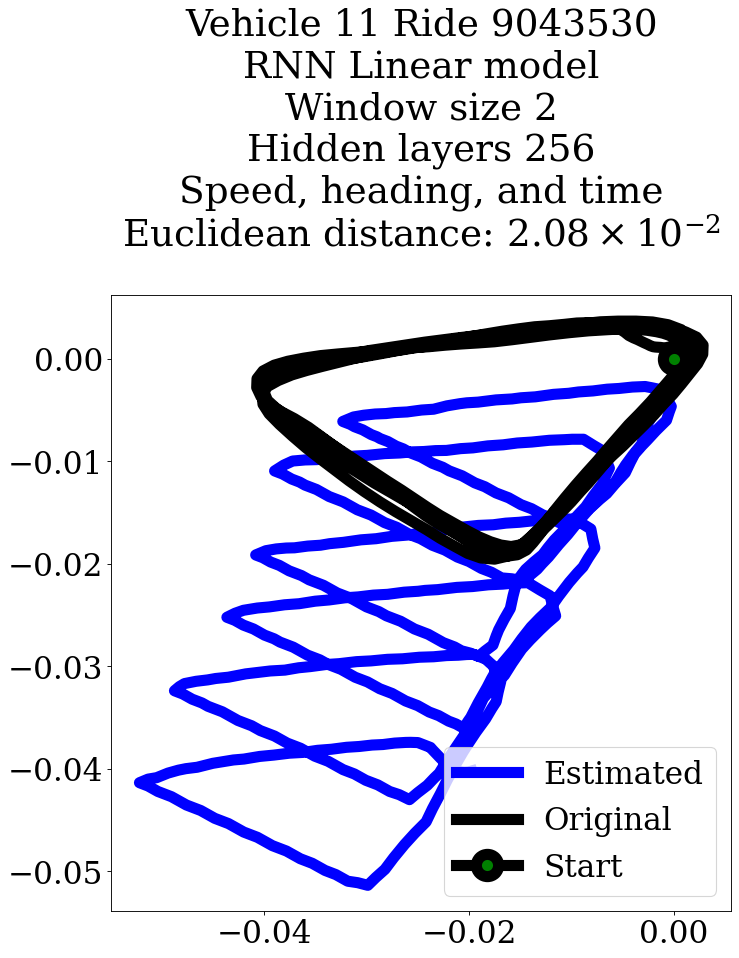 Vehicle 11 Ride 9043530
RNN Linear model
Window size 2
Hidden layers 256
Speed, heading, and time
Euclidean distance: 2.08 × 10⁻²
0.00
−0.01
−0.02
−0.03
−0.04
−0.05
Estimated
Original
Start
−0.04 −0.02 0.00